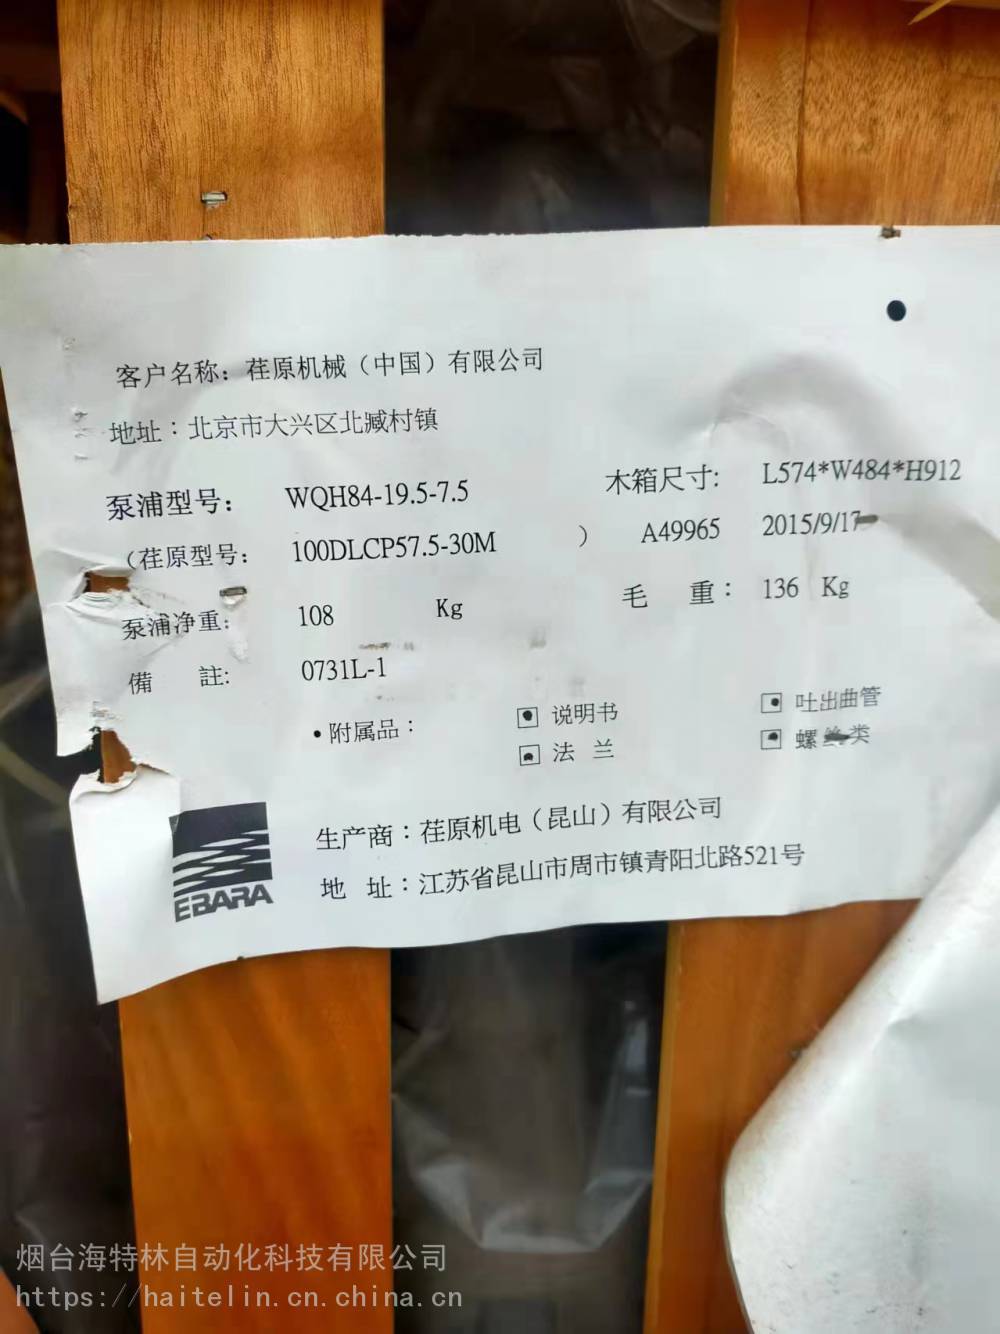 客户名称：荏原机械（中国）有限公司
地址：北京市大兴区北臧村镇
泵浦型号： WQH84-19.5-7.5 木箱尺寸: L574*W484*H912
（荏原型号： 100DLCP57.5-30M ） A49965 2015/9/17
泵浦净重： 108 Kg 毛 重： 136 Kg
備 註: 0731L-1
•附属品： 说明书 吐出曲管
法 兰 螺 类
生产商：荏原机电（昆山）有限公司
地 址：江苏省昆山市周市镇青阳北路521号
EBARA
烟台海特林自动化科技有限公司
https://haitelin.cn.china.cn